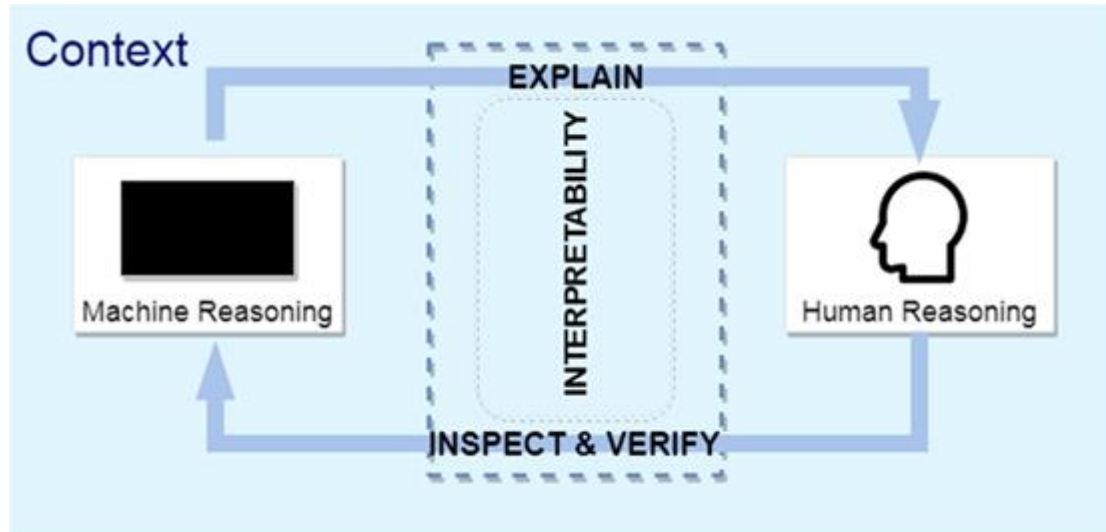 Context
EXPLAIN
INTERPRETABILITY
Machine Reasoning
Human Reasoning
INSPECT & VERIFY